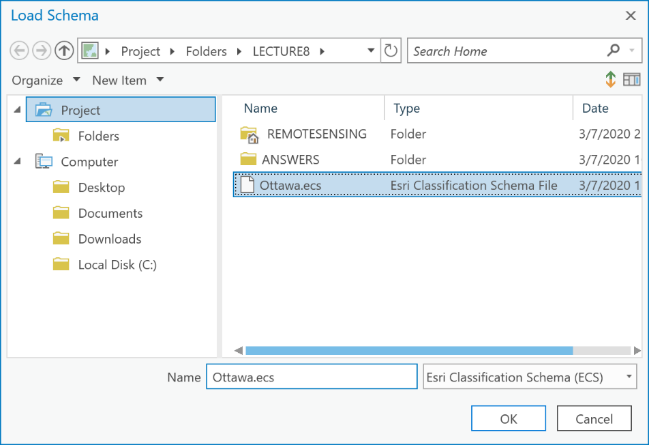 Load Schema
Project Folders LECTURE8 Search Home
Organize New Item
Project
Folders
Computer
Desktop
Documents
Downloads
Local Disk (C:)
Name Type Date
REMOTESENSING Folder 3/7/2020 2
ANSWERS Folder 3/7/2020 1
Ottawa.ecs Esri Classification Schema File 3/7/2020 1
Name Ottawa.ecs Esri Classification Schema (ECS)
OK Cancel